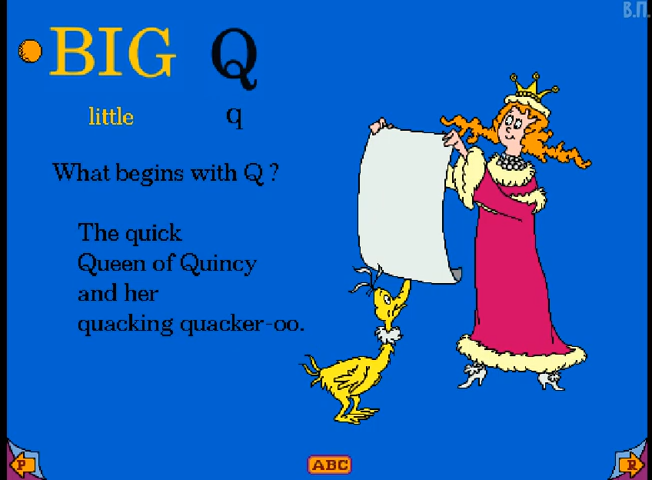 В.П.
BIG Q
little q
What begins with Q ?
The quick
Queen of Quincy
and her
quacking quacker-oo.
P
ABC
R